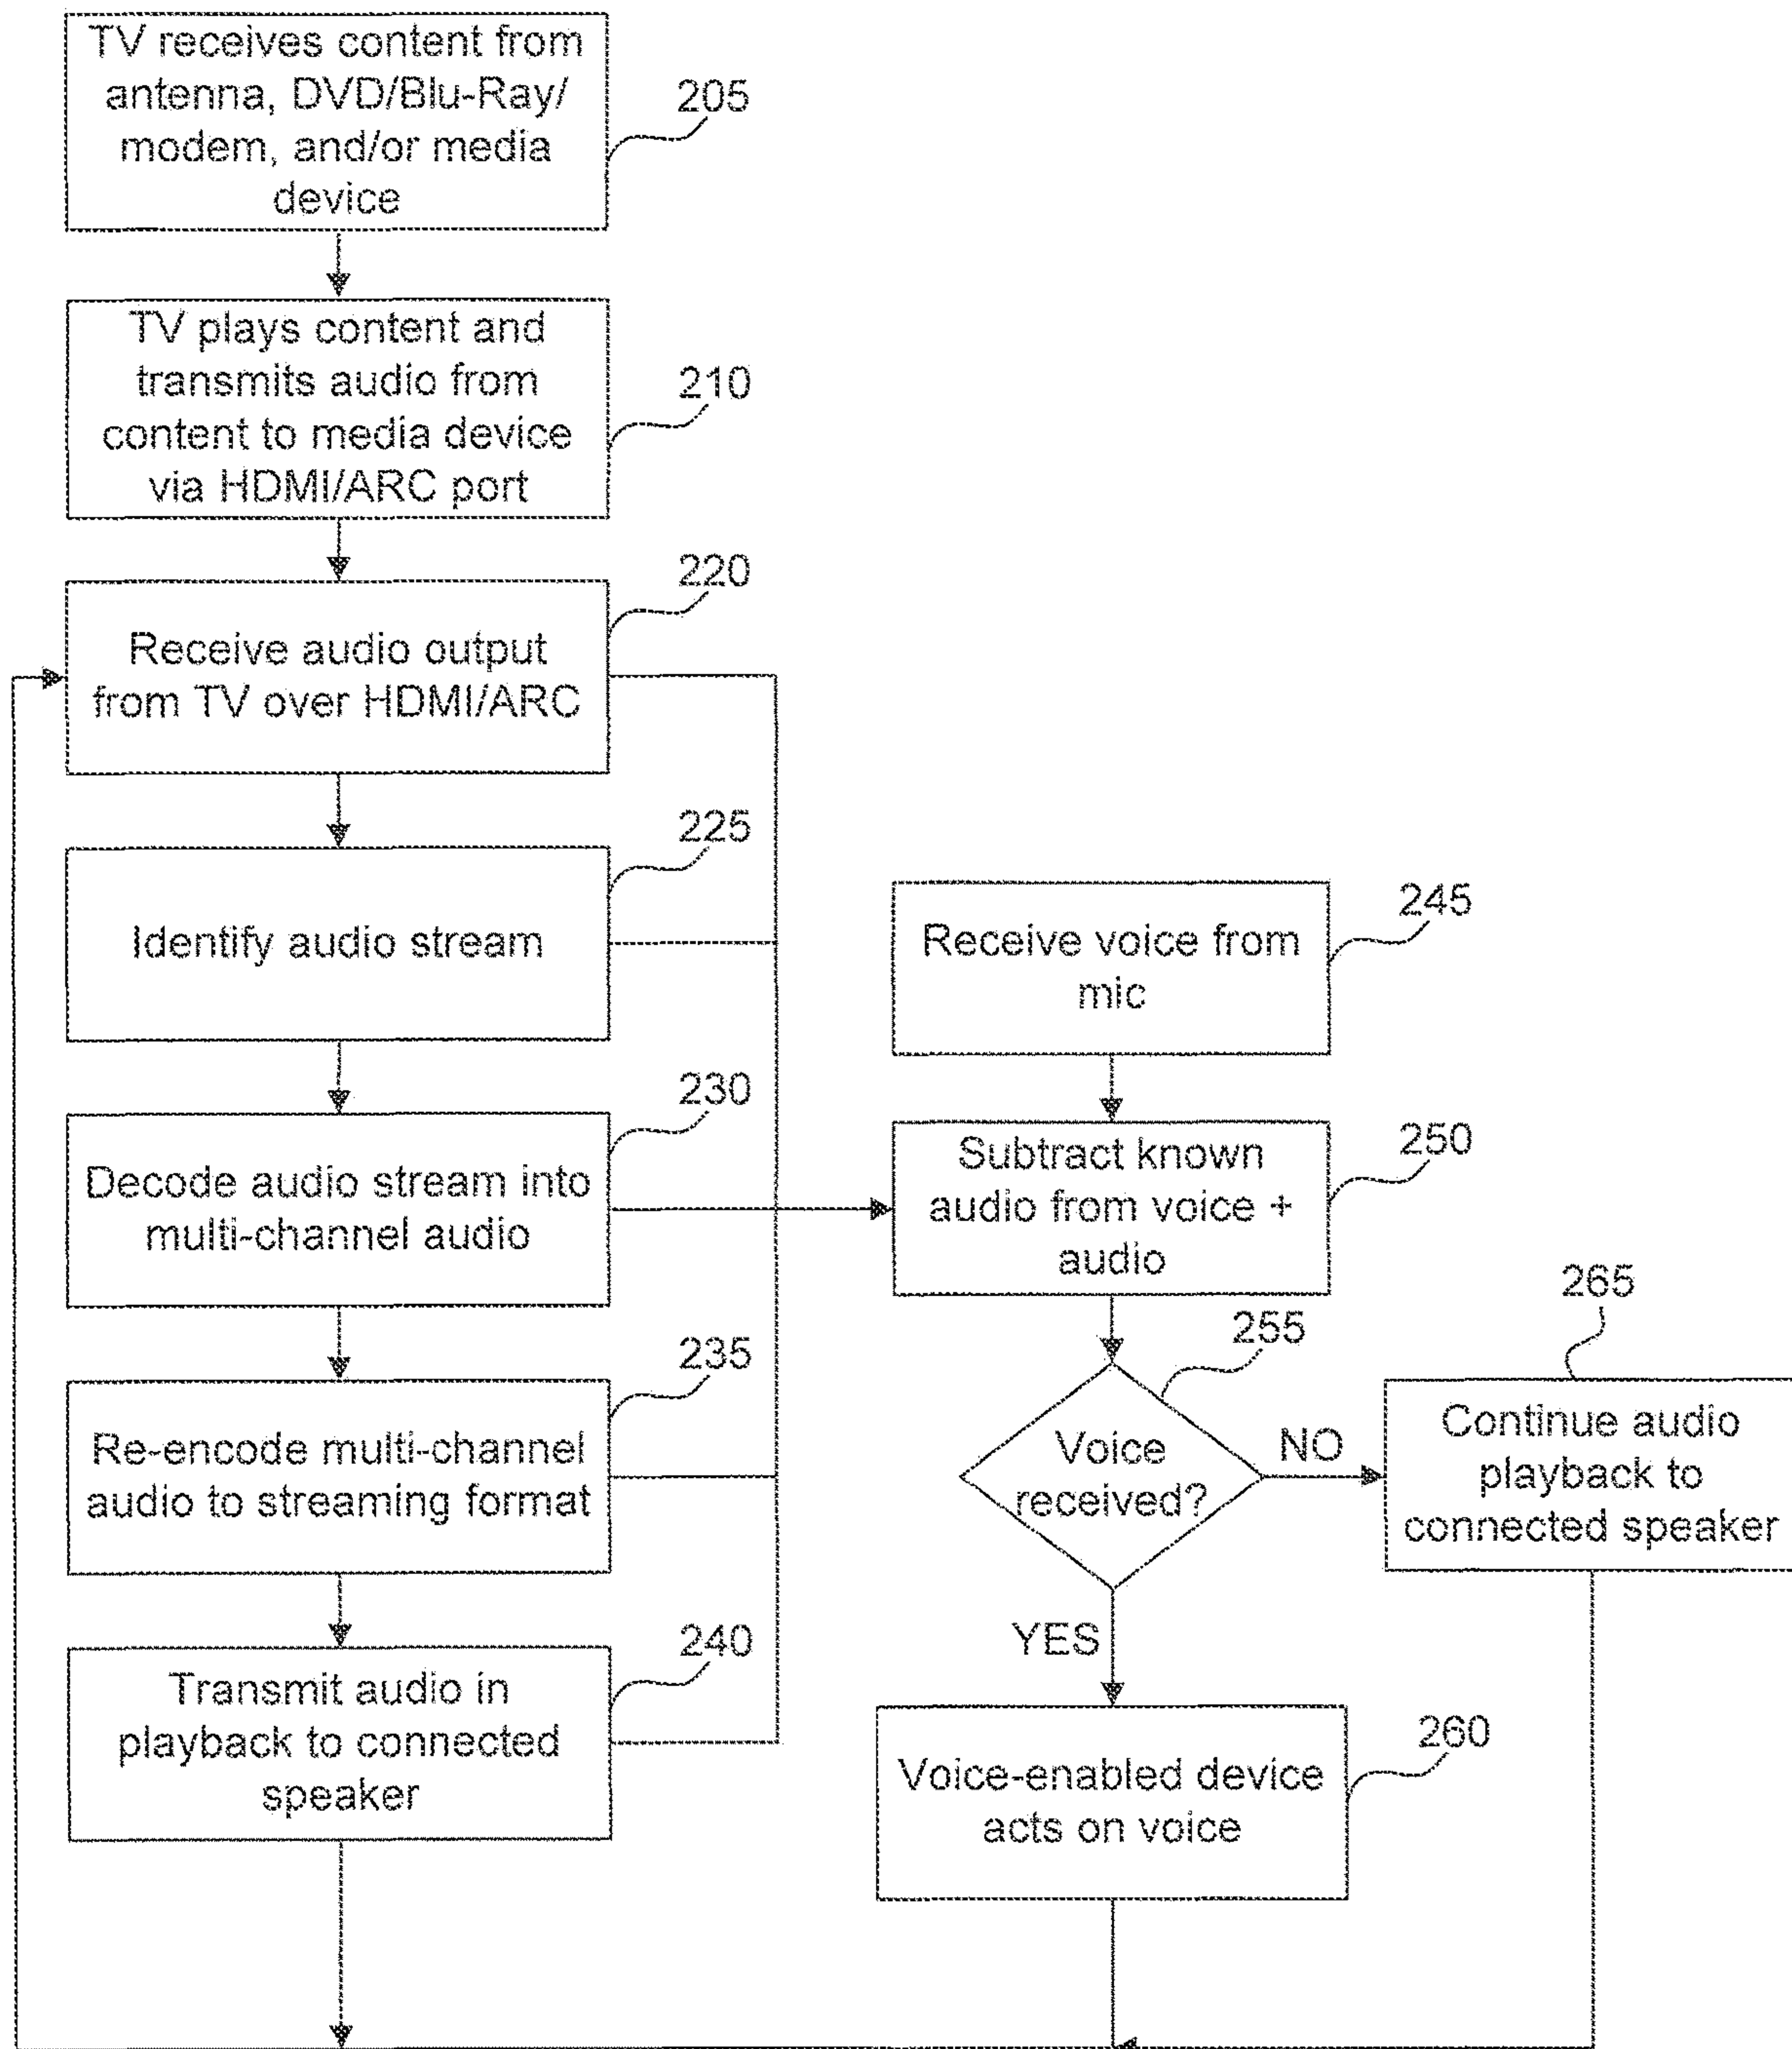 TV receives content from
antenna, DVD/Blu-Ray/
modem, and/or media
device
205
TV plays content and
transmits audio from
content to media device
via HDMI/ARC port
210
220
Receive audio output
from TV over HDMI/ARC
225
Identify audio stream
230
Decode audio stream into
multi-channel audio
235
Re-encode multi-channel
audio to streaming format
240
Transmit audio in
playback to connected
speaker
245
Receive voice from
mic
250
Subtract known
audio from voice +
audio
255
Voice
received?
NO
265
Continue audio
playback to
connected speaker
YES
260
Voice-enabled device
acts on voice